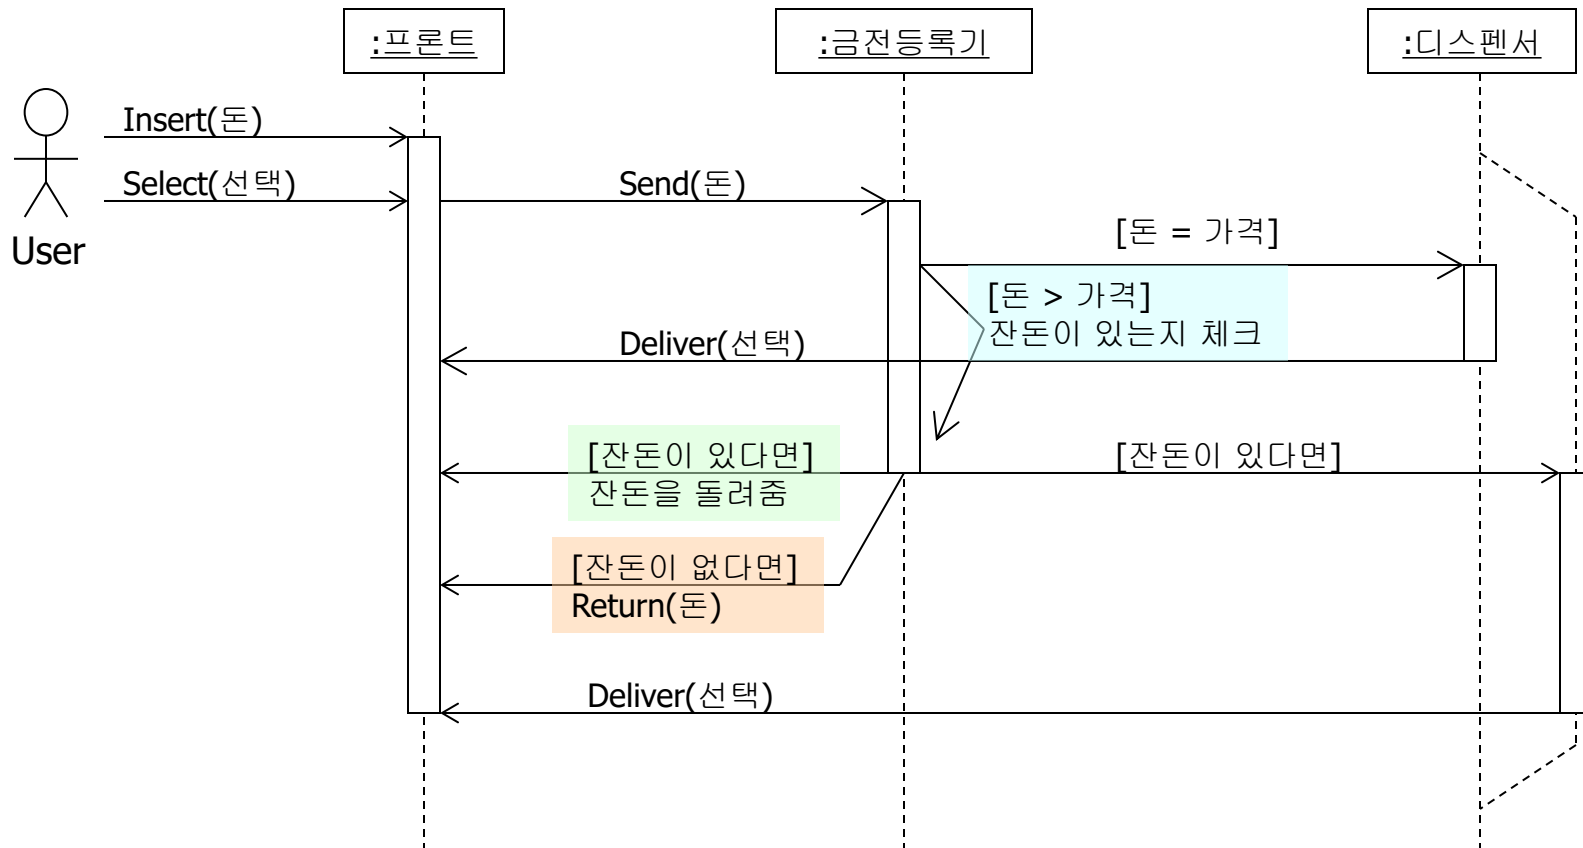 :프론트
:금전등록기
:디스펜서
Insert(돈)
Select(선택)
Send(돈)
User
[돈 = 가격]
[돈 > 가격]
잔돈이 있는지 체크
Deliver(선택)
[잔돈이 있다면]
잔돈을 돌려줌
[잔돈이 있다면]
[잔돈이 없다면]
Return(돈)
Deliver(선택)